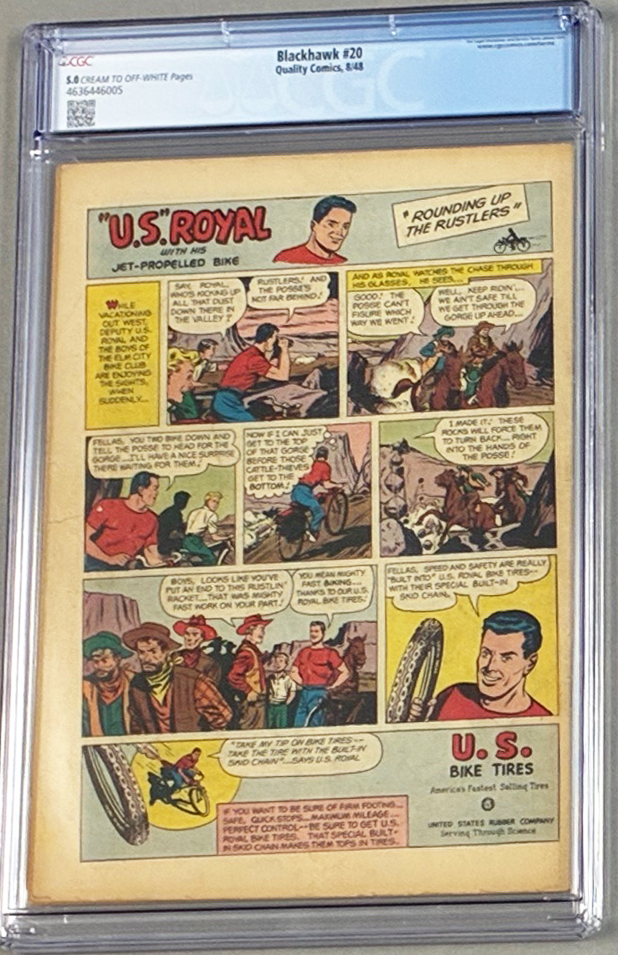 CGC
Blackhawk #20
Quality Comics, 8/48
5.0 CREAM TO OFF-WHITE Pages
4636446005
"U.S." ROYAL
WITH HIS
JET-PROPELLED BIKE
"ROUNDING UP
THE RUSTLERS"
WHILE
VACATIONING
OUT WEST,
DEPUTY U.S.
ROYAL AND
THE BOYS OF
THE ELM CITY
BIKE CLUB
ARE ENJOYING
THE SIGHTS,
WHEN
SUDDENLY...
SAY, ROYAL,
WHO'S KICKING UP
ALL THAT DUST
DOWN THERE IN
THE VALLEY?
RUSTLERS! AND
THE POSSE'S
NOT FAR BEHIND!
AND AS ROYAL WATCHES THE CHASE THROUGH
HIS GLASSES, HE SEES...
GOOD! THE
POSSE CAN'T
FIGURE WHICH
WAY WE WENT!
WELL, KEEP RIDIN'...
WE AIN'T SAFE TILL
WE GET THROUGH THE
GORGE UP AHEAD...
FELLAS, YOU TWO BIKE DOWN AND
TELL THE POSSE TO HEAD FOR THE
GORGE...I'LL HAVE A NICE SURPRISE
THERE WAITING FOR THEM!
NOW IF I CAN JUST
GET TO THE TOP
OF THAT GORGE
BEFORE THOSE
CATTLE-THIEVES
GET TO THE
BOTTOM!
I MADE IT! THESE
ROCKS WILL FORCE THEM
TO TURN BACK... RIGHT
INTO THE HANDS OF
THE POSSE!
BOYS, LOOKS LIKE YOU'VE
PUT AN END TO THIS RUSTLIN'
RACKET...THAT WAS MIGHTY
FAST WORK ON YOUR PART!
YOU MEAN MIGHTY
FAST BIKING...
THANKS TO OUR U.S.
ROYAL BIKE TIRES!
FELLAS, SPEED AND SAFETY ARE REALLY
"BUILT INTO" U.S. ROYAL BIKE TIRES--
WITH THEIR SPECIAL BUILT-IN
SKID CHAIN.
"TAKE MY TIP ON BIKE TIRES--
TAKE THE TIRE WITH THE BUILT-IN
SKID CHAIN"...SAYS U.S. ROYAL
IF YOU WANT TO BE SURE OF FIRM FOOTING...
SAFE, QUICK STOPS...MAXIMUM MILEAGE...
PERFECT CONTROL--BE SURE TO GET U.S.
ROYAL BIKE TIRES. THAT SPECIAL BUILT-
IN SKID CHAIN MAKES THEM TOPS IN TIRES.
U.S.
BIKE TIRES
America's Fastest Selling Tires
UNITED STATES RUBBER COMPANY
Serving Through Science